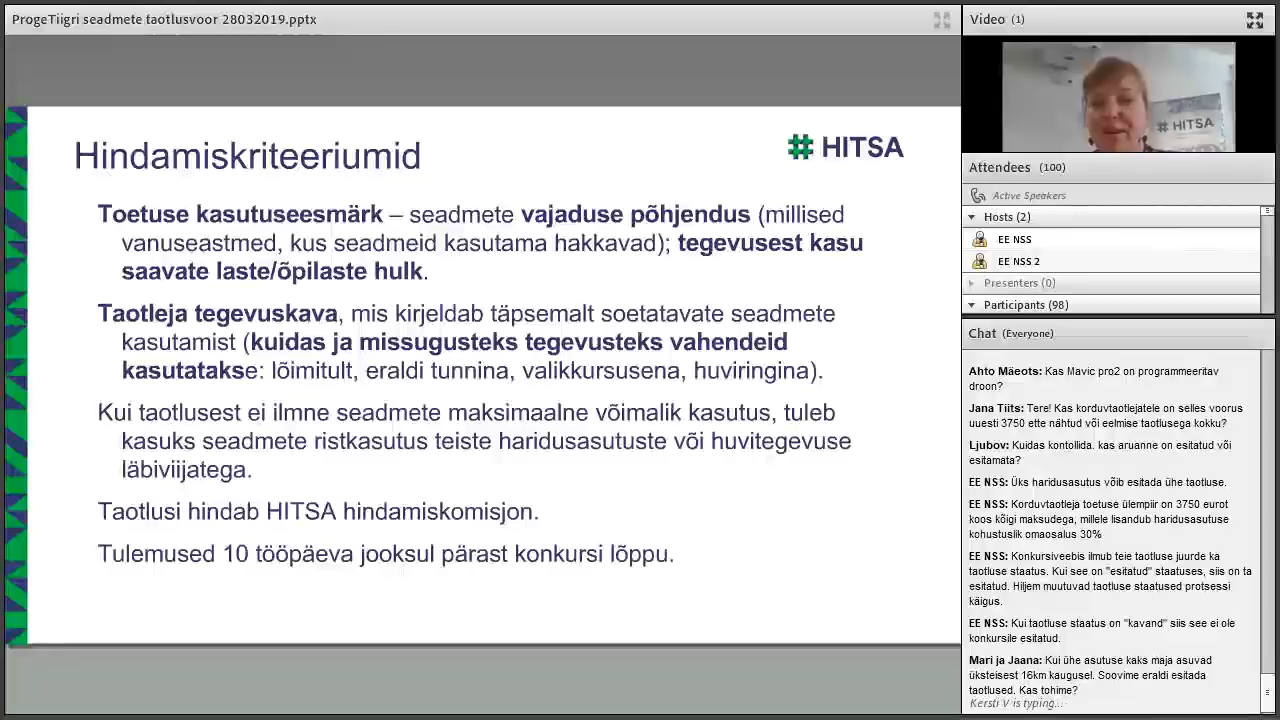 ProgeTiigri seadmete taotlusvoor 28032019.pptx
Hindamiskriteeriumid
HITSA
Toetuse kasutuseesmärk – seadmete vajaduse põhjendus (millised
vanuseastmed, kus seadmeid kasutama hakkavad); tegevusest kasu
saavate laste/õpilaste hulk.
Taotleja tegevuskava, mis kirjeldab täpsemalt soetatavate seadmete
kasutamist (kuidas ja missugusteks tegevusteks vahendeid
kasutatakse: lõimitult, eraldi tunnina, valikkursusena, huviringina).
Kui taotlusest ei ilmne seadmete maksimaalne võimalik kasutus, tuleb
kasuks seadmete ristkasutus teiste haridusasutuste või huvitegevuse
läbiviijatega.
Taotlusi hindab HITSA hindamiskomisjon.
Tulemused 10 tööpäeva jooksul pärast konkursi lõppu.
Video (1)
# HITSA
Attendees (100)
Active Speakers
Hosts (2)
EE NSS
EE NSS 2
Presenters (0)
Participants (98)
Chat (Everyone)
Ahto Mäeots: Kas Mavic pro2 on programmeeritav
droon?
Jana Tiits: Tere! Kas korduvtaotlejatele on selles voorus
uuesti 3750 ette nähtud või eelmise taotlusega kokku?
Ljubov: Kuidas kontollida, kas aruanne on esitatud või
esitamata?
EE NSS: Üks haridusasutus võib esitada ühe taotluse.
EE NSS: Korduvtaotleja toetuse ülempiir on 3750 eurot
koos kõigi maksudega, millele lisandub haridusasutuse
kohustuslik omaosalus 30%
EE NSS: Konkursiveebis ilmub teie taotluse juurde ka
taotluse staatus. Kui see on "esitatud" staatuses, siis on ta
esitatud. Hiljem muutuvad taotluse staatused protsessi
käigus.
EE NSS: Kui taotluse staatus on "kavand" siis see ei ole
konkursile esitatud.
Mari ja Jaana: Kui ühe asutuse kaks maja asuvad
üksteisest 16km kaugusel. Soovime eraldi esitada
taotlused. Kas tohime?
Kersti V is typing...